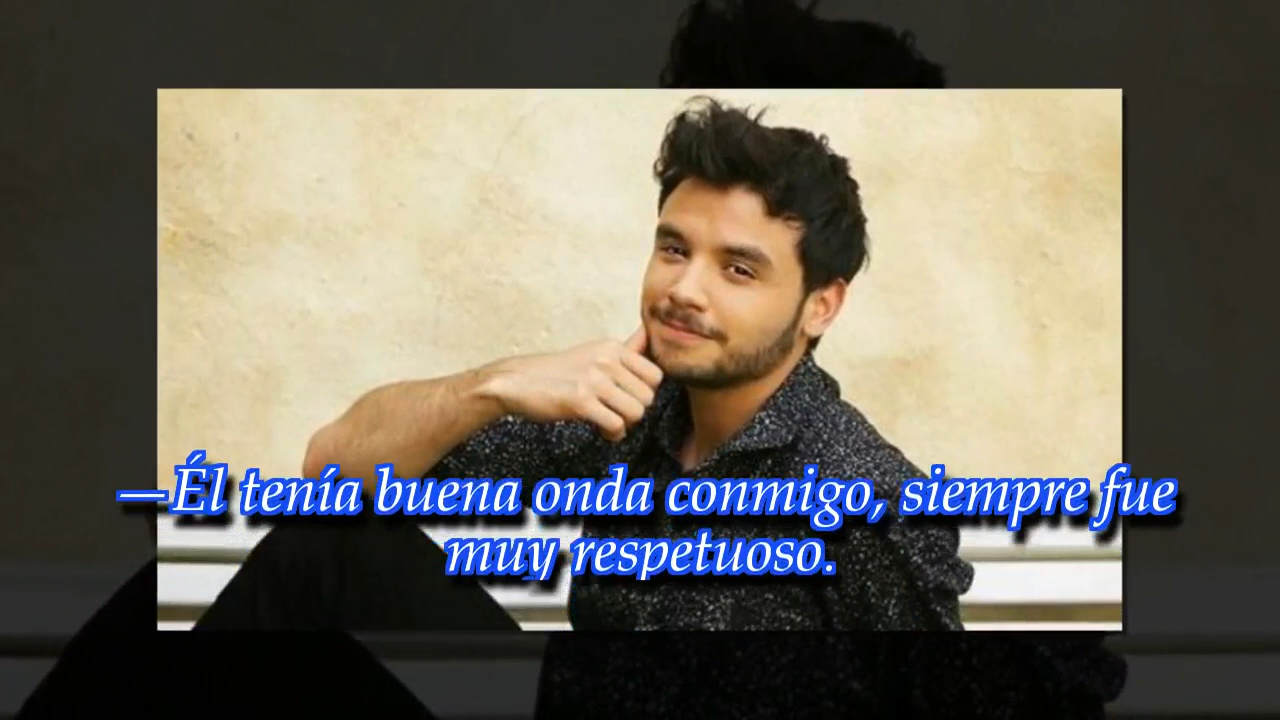 —Él tenía buena onda conmigo, siempre fue
muy respetuoso.